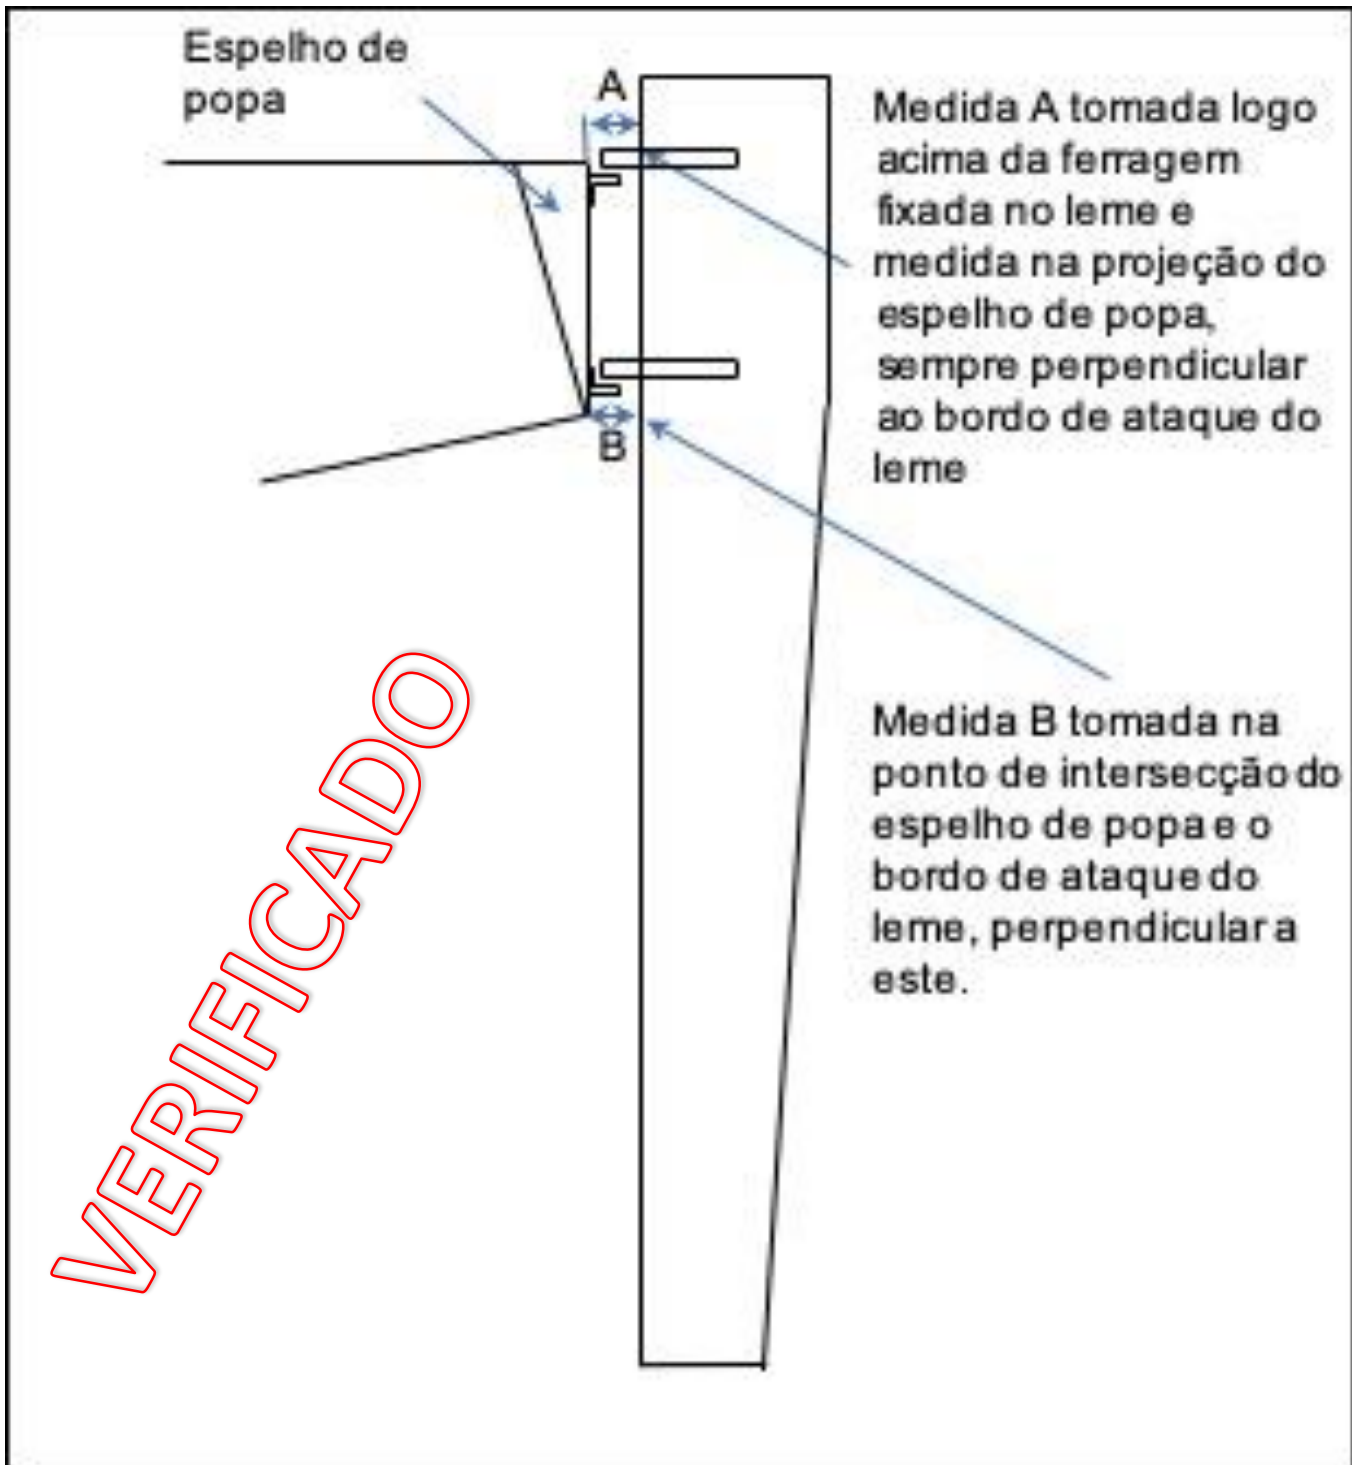 Espelho de
popa
A
Medida A tomada logo
acima da ferragem
fixada no leme e
medida na projeção do
espelho de popa,
sempre perpendicular
ao bordo de ataque do
leme
B
Medida B tomada na
ponto de intersecção do
espelho de popa e o
bordo de ataque do
leme, perpendicular a
este.
VERIFICADO